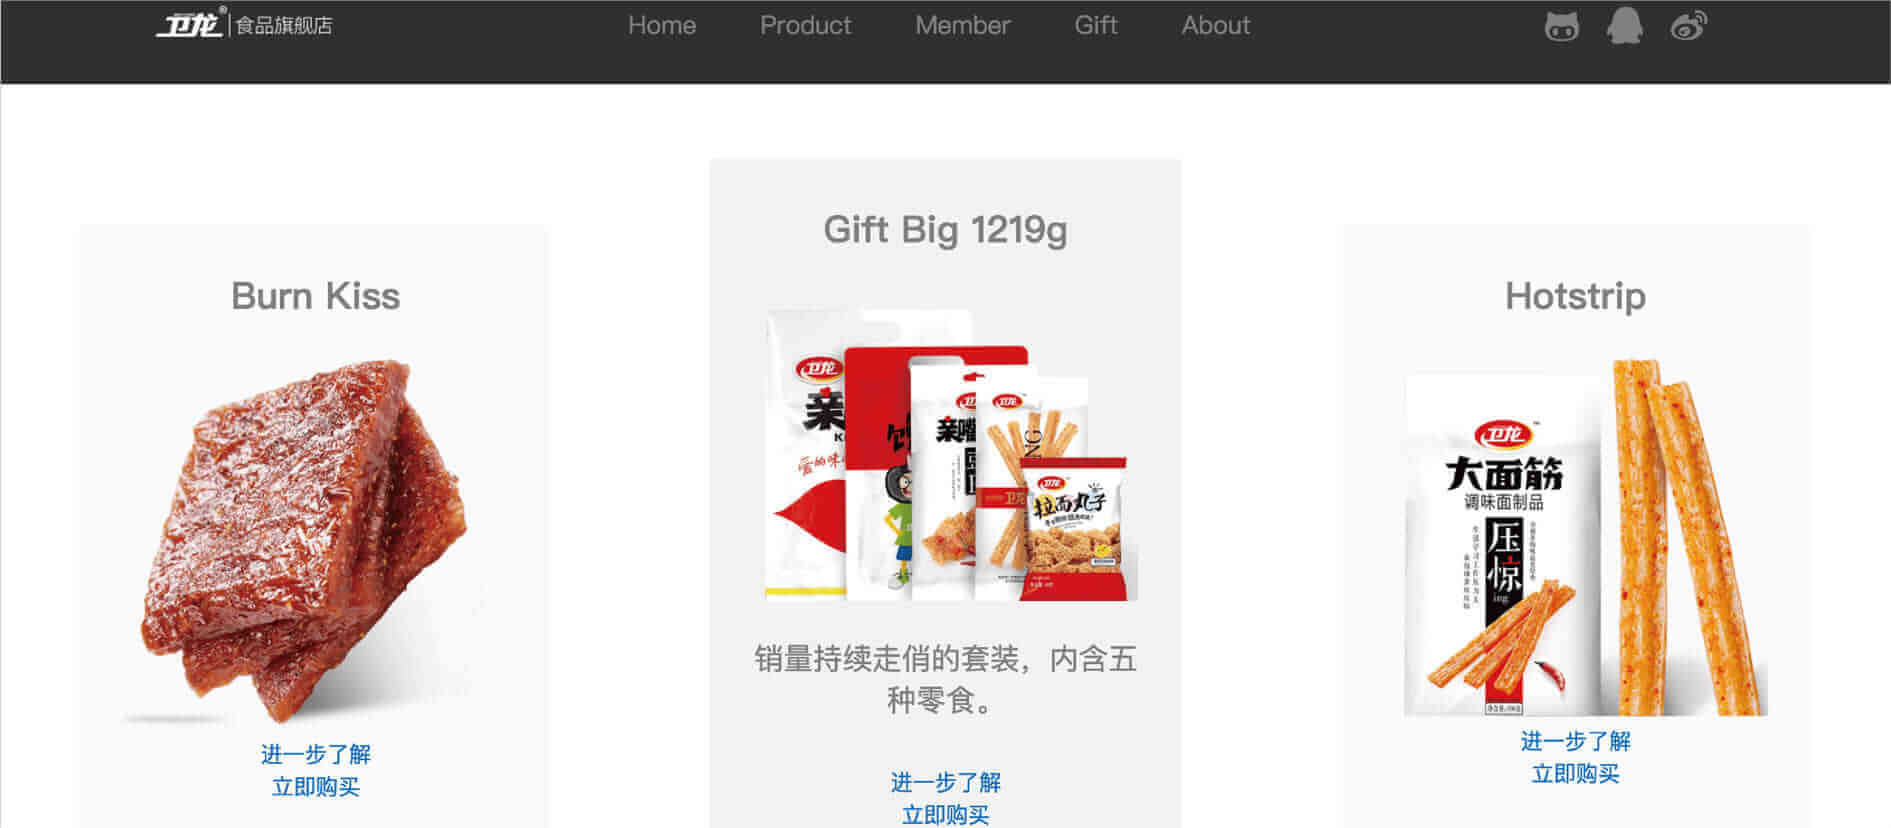 卫龙® 食品旗舰店
Home Product Member Gift About
Burn Kiss
进一步了解
立即购买
Gift Big 1219g
卫龙
亲
卫龙
亲嘴
卫龙
卫龙
卫龙
拉面丸子
销量持续走俏的套装，内含五
种零食。
进一步了解
立即购买
Hotstrip
卫龙
大面筋
调味面制品
压惊
ing
进一步了解
立即购买